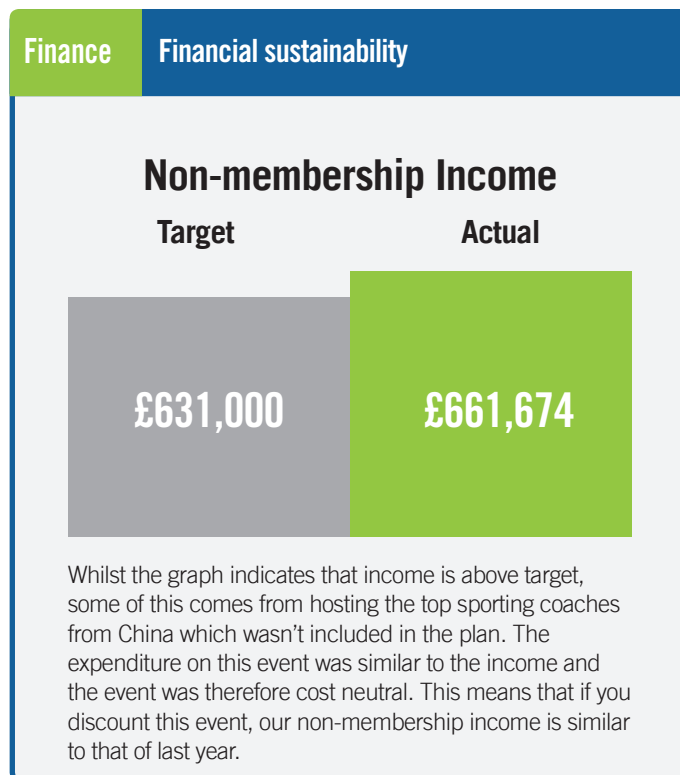 Finance Financial sustainability
Non-membership Income
Target Actual
£631,000 £661,674
Whilst the graph indicates that income is above target,
some of this comes from hosting the top sporting coaches
from China which wasn’t included in the plan. The
expenditure on this event was similar to the income and
the event was therefore cost neutral. This means that if you
discount this event, our non-membership income is similar
to that of last year.